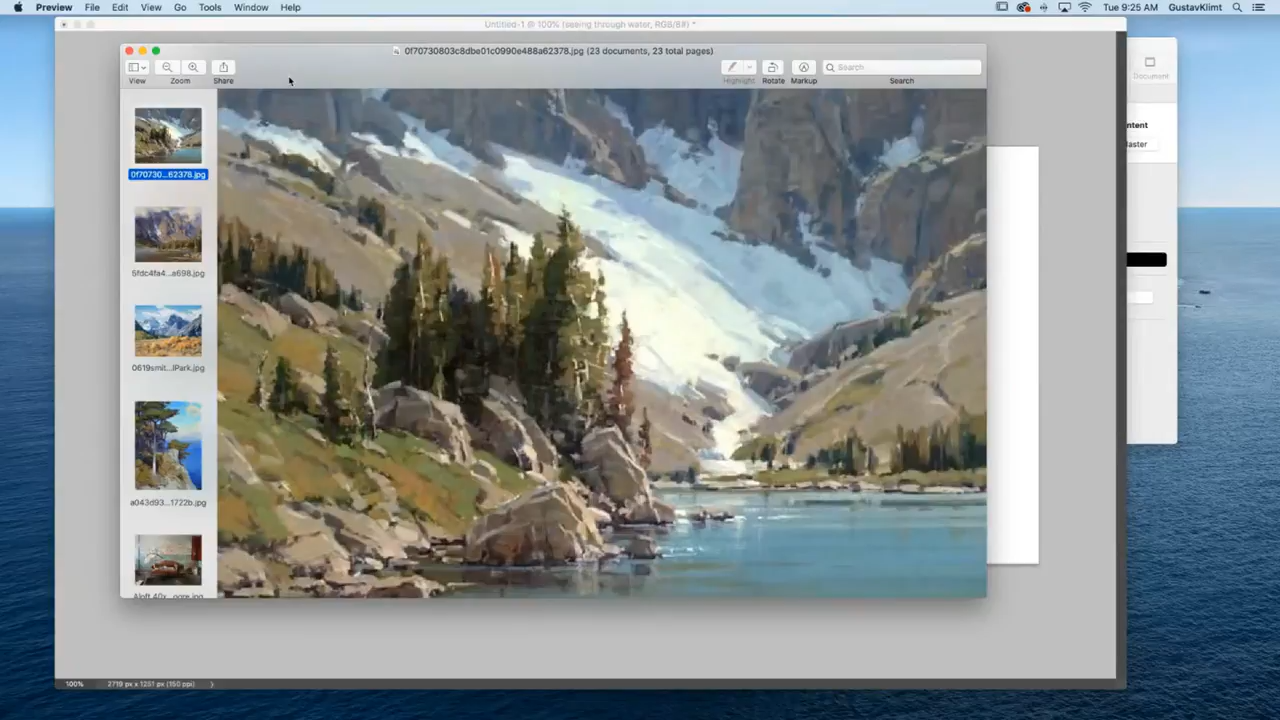 Preview File Edit View Go Tools Window Help
Tue 9:25 AM GustavKlimt
Untitled-1 @ 100% (seeing through water, RGB/8#) *
0f70730803c8dbe01c0990e488a62378.jpg (23 documents, 23 total pages)
View Zoom Share
Search
Highlight Rotate Markup Search
Document
ntent
laster
0f70730...62378.jpg
5fdc4fa4...a698.jpg
0619smit...lPark.jpg
a043d93...1722b.jpg
100% 2719 px x 1251 px (150 ppi)